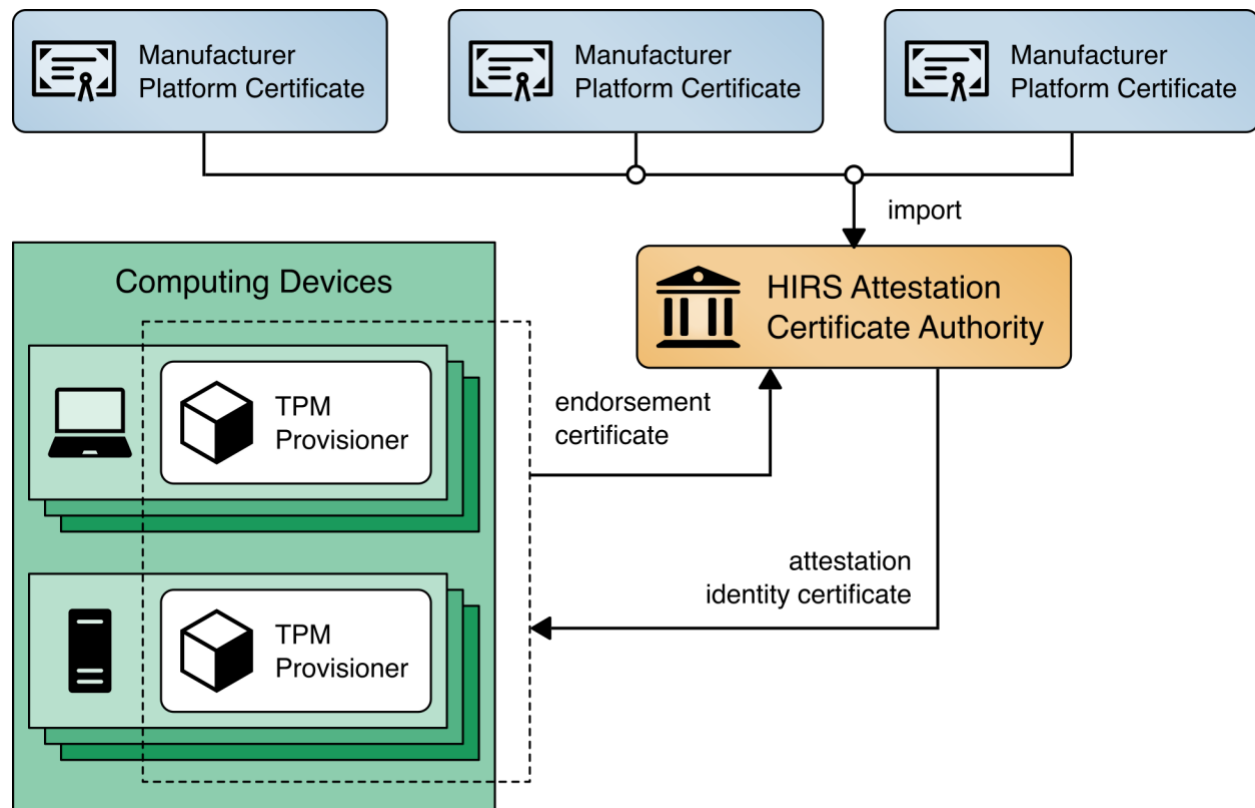 Manufacturer
Platform Certificate
Manufacturer
Platform Certificate
Manufacturer
Platform Certificate
import
Computing Devices
HIRS Attestation
Certificate Authority
TPM
Provisioner
endorsement
certificate
attestation
identity certificate
TPM
Provisioner